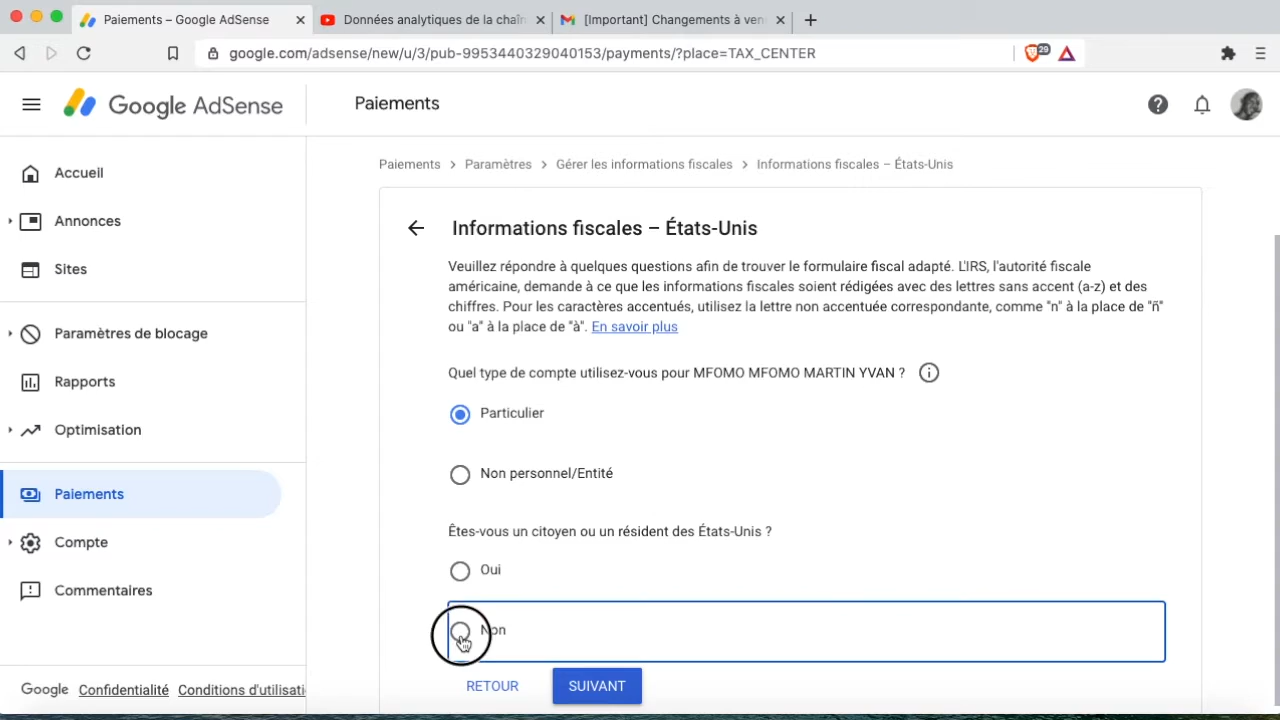 Paiements – Google AdSense
Données analytiques de la chaîn
[Important] Changements à veni
google.com/adsense/new/u/3/pub-9953440329040153/payments/?place=TAX_CENTER
29
Google AdSense
Paiements
Accueil
Annonces
Sites
Paramètres de blocage
Rapports
Optimisation
Paiements
Compte
Commentaires
Google Confidentialité Conditions d'utilisati
Paiements > Paramètres > Gérer les informations fiscales > Informations fiscales – États-Unis
Informations fiscales – États-Unis
Veuillez répondre à quelques questions afin de trouver le formulaire fiscal adapté. L'IRS, l'autorité fiscale
américaine, demande à ce que les informations fiscales soient rédigées avec des lettres sans accent (a-z) et des
chiffres. Pour les caractères accentués, utilisez la lettre non accentuée correspondante, comme "n" à la place de "ñ"
ou "a" à la place de "à". En savoir plus
Quel type de compte utilisez-vous pour MFOMO MFOMO MARTIN YVAN ?
Particulier
Non personnel/Entité
Êtes-vous un citoyen ou un résident des États-Unis ?
Oui
Non
RETOUR
SUIVANT